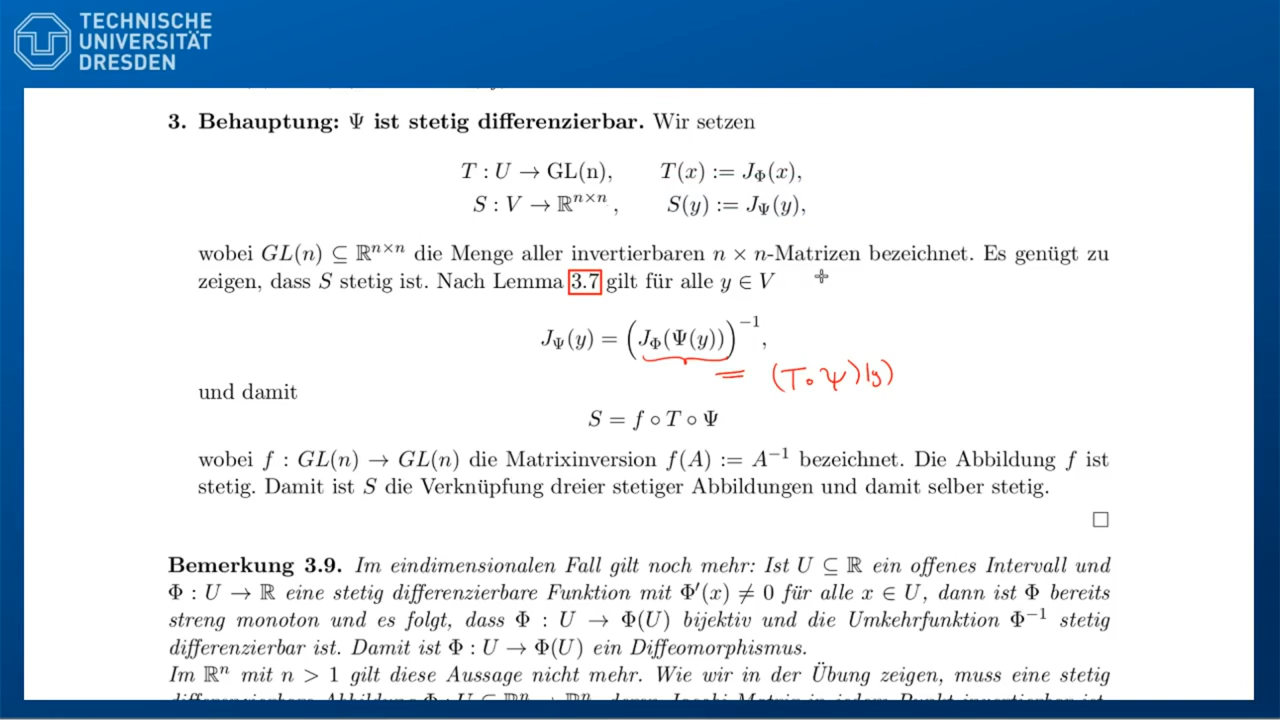 TECHNISCHE
UNIVERSITÄT
DRESDEN
3. Behauptung: Ψ ist stetig differenzierbar. Wir setzen
T : U → GL(n), T(x) := J_Φ(x),
S : V → ℝ^{n×n}, S(y) := J_Ψ(y),
wobei GL(n) ⊆ ℝ^{n×n} die Menge aller invertierbaren n × n-Matrizen bezeichnet. Es genügt zu
zeigen, dass S stetig ist. Nach Lemma 3.7 gilt für alle y ∈ V
J_Ψ(y) = (J_Φ(Ψ(y)))^{-1},
= (T∘Ψ)(y)
und damit
S = f ∘ T ∘ Ψ
wobei f : GL(n) → GL(n) die Matrixinversion f(A) := A^{-1} bezeichnet. Die Abbildung f ist
stetig. Damit ist S die Verknüpfung dreier stetiger Abbildungen und damit selber stetig.
□
Bemerkung 3.9. Im eindimensionalen Fall gilt noch mehr: Ist U ⊆ ℝ ein offenes Intervall und
Φ : U → ℝ eine stetig differenzierbare Funktion mit Φ′(x) ≠ 0 für alle x ∈ U, dann ist Φ bereits
streng monoton und es folgt, dass Φ : U → Φ(U) bijektiv und die Umkehrfunktion Φ^{-1} stetig
differenzierbar ist. Damit ist Φ : U → Φ(U) ein Diffeomorphismus.
Im ℝ^n mit n > 1 gilt diese Aussage nicht mehr. Wie wir in der Übung zeigen, muss eine stetig